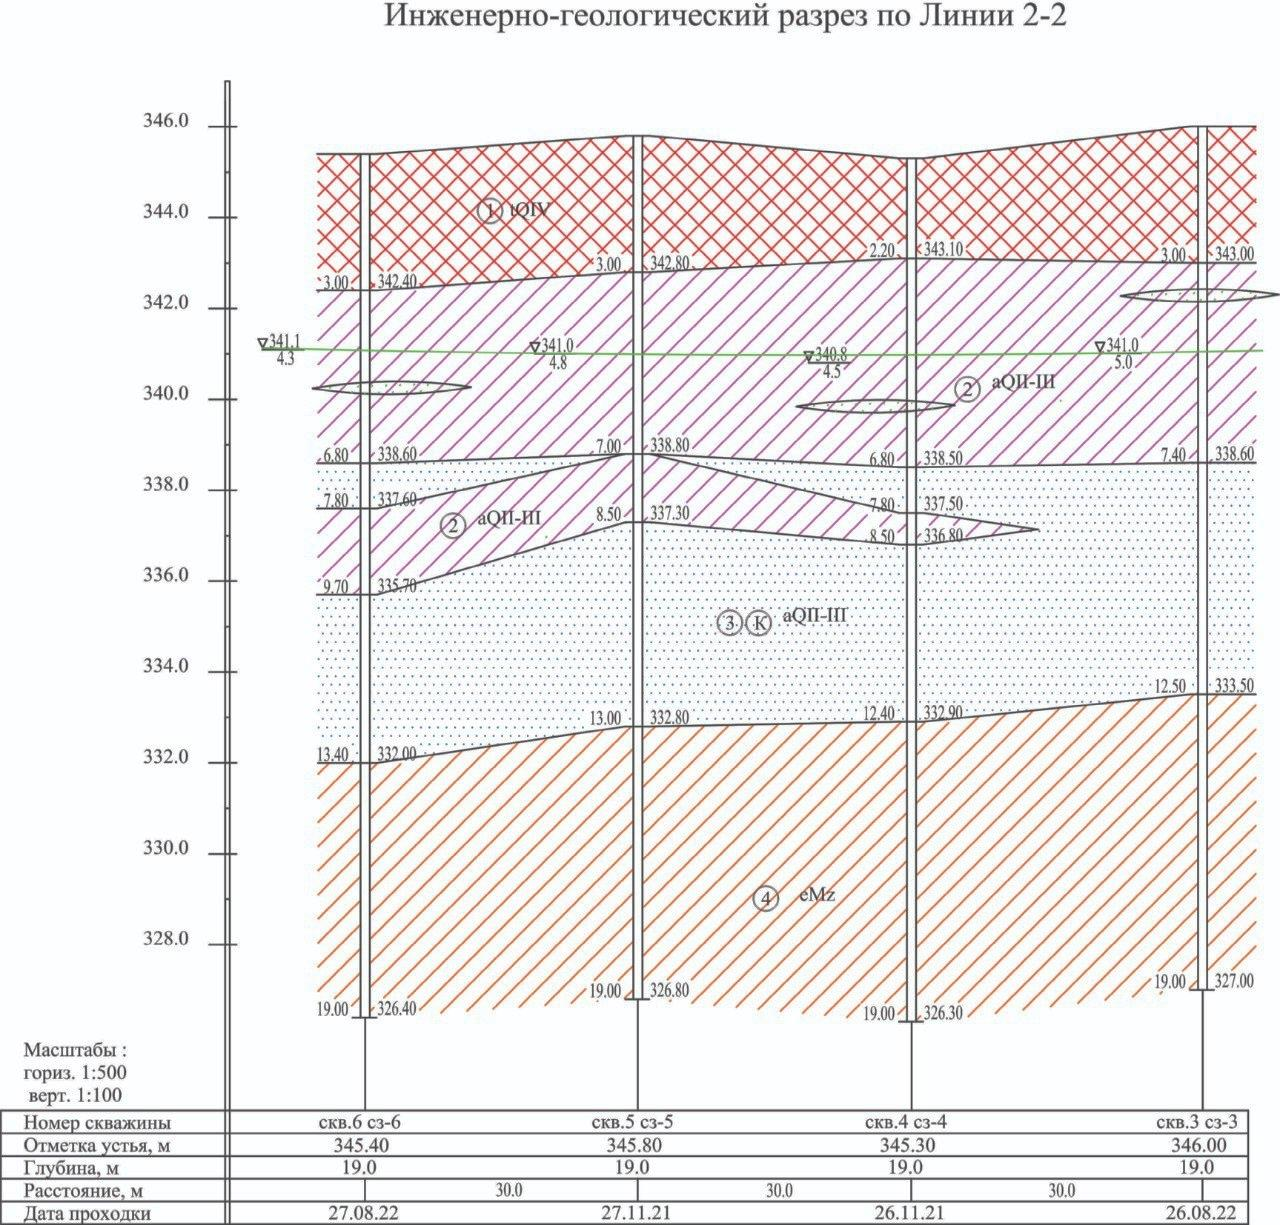 Инженерно-геологический разрез по Линии 2-2
346.0
1 tQIV
344.0
2.20 343.10
3.00 342.80
3.00 343.00
3.00 342.40
342.0
341.1
4.3
341.0
4.8
340.8
4.5
341.0
5.0
340.0
2 aQII-III
7.00 338.80
6.80 338.60
6.80 338.50
7.40 338.60
338.0
7.80 337.60
7.80 337.50
2 aQII-III
8.50 337.30
8.50 336.80
336.0
9.70 335.70
3 К aQII-III
334.0
12.50 333.50
13.00 332.80
12.40 332.90
332.0
13.40 332.00
330.0
4 eMz
328.0
19.00 326.40
19.00 326.80
19.00 326.30
19.00 327.00
Масштабы :
гориз. 1:500
верт. 1:100
Номер скважины скв.6 сз-6 скв.5 сз-5 скв.4 сз-4 скв.3 сз-3
Отметка устья, м 345.40 345.80 345.30 346.00
Глубина, м 19.0 19.0 19.0 19.0
Расстояние, м 30.0 30.0 30.0
Дата проходки 27.08.22 27.11.21 26.11.21 26.08.22